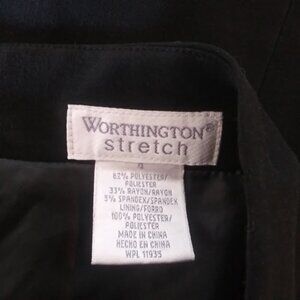 WORTHINGTON®
stretch
4
62% POLYESTER/
POLIESTER
33% RAYON/RAYON
5% SPANDEX/SPANDEX
LINING/FORRO
100% POLYESTER/
POLIESTER
MADE IN CHINA
HECHO EN CHINA
WPL 11935